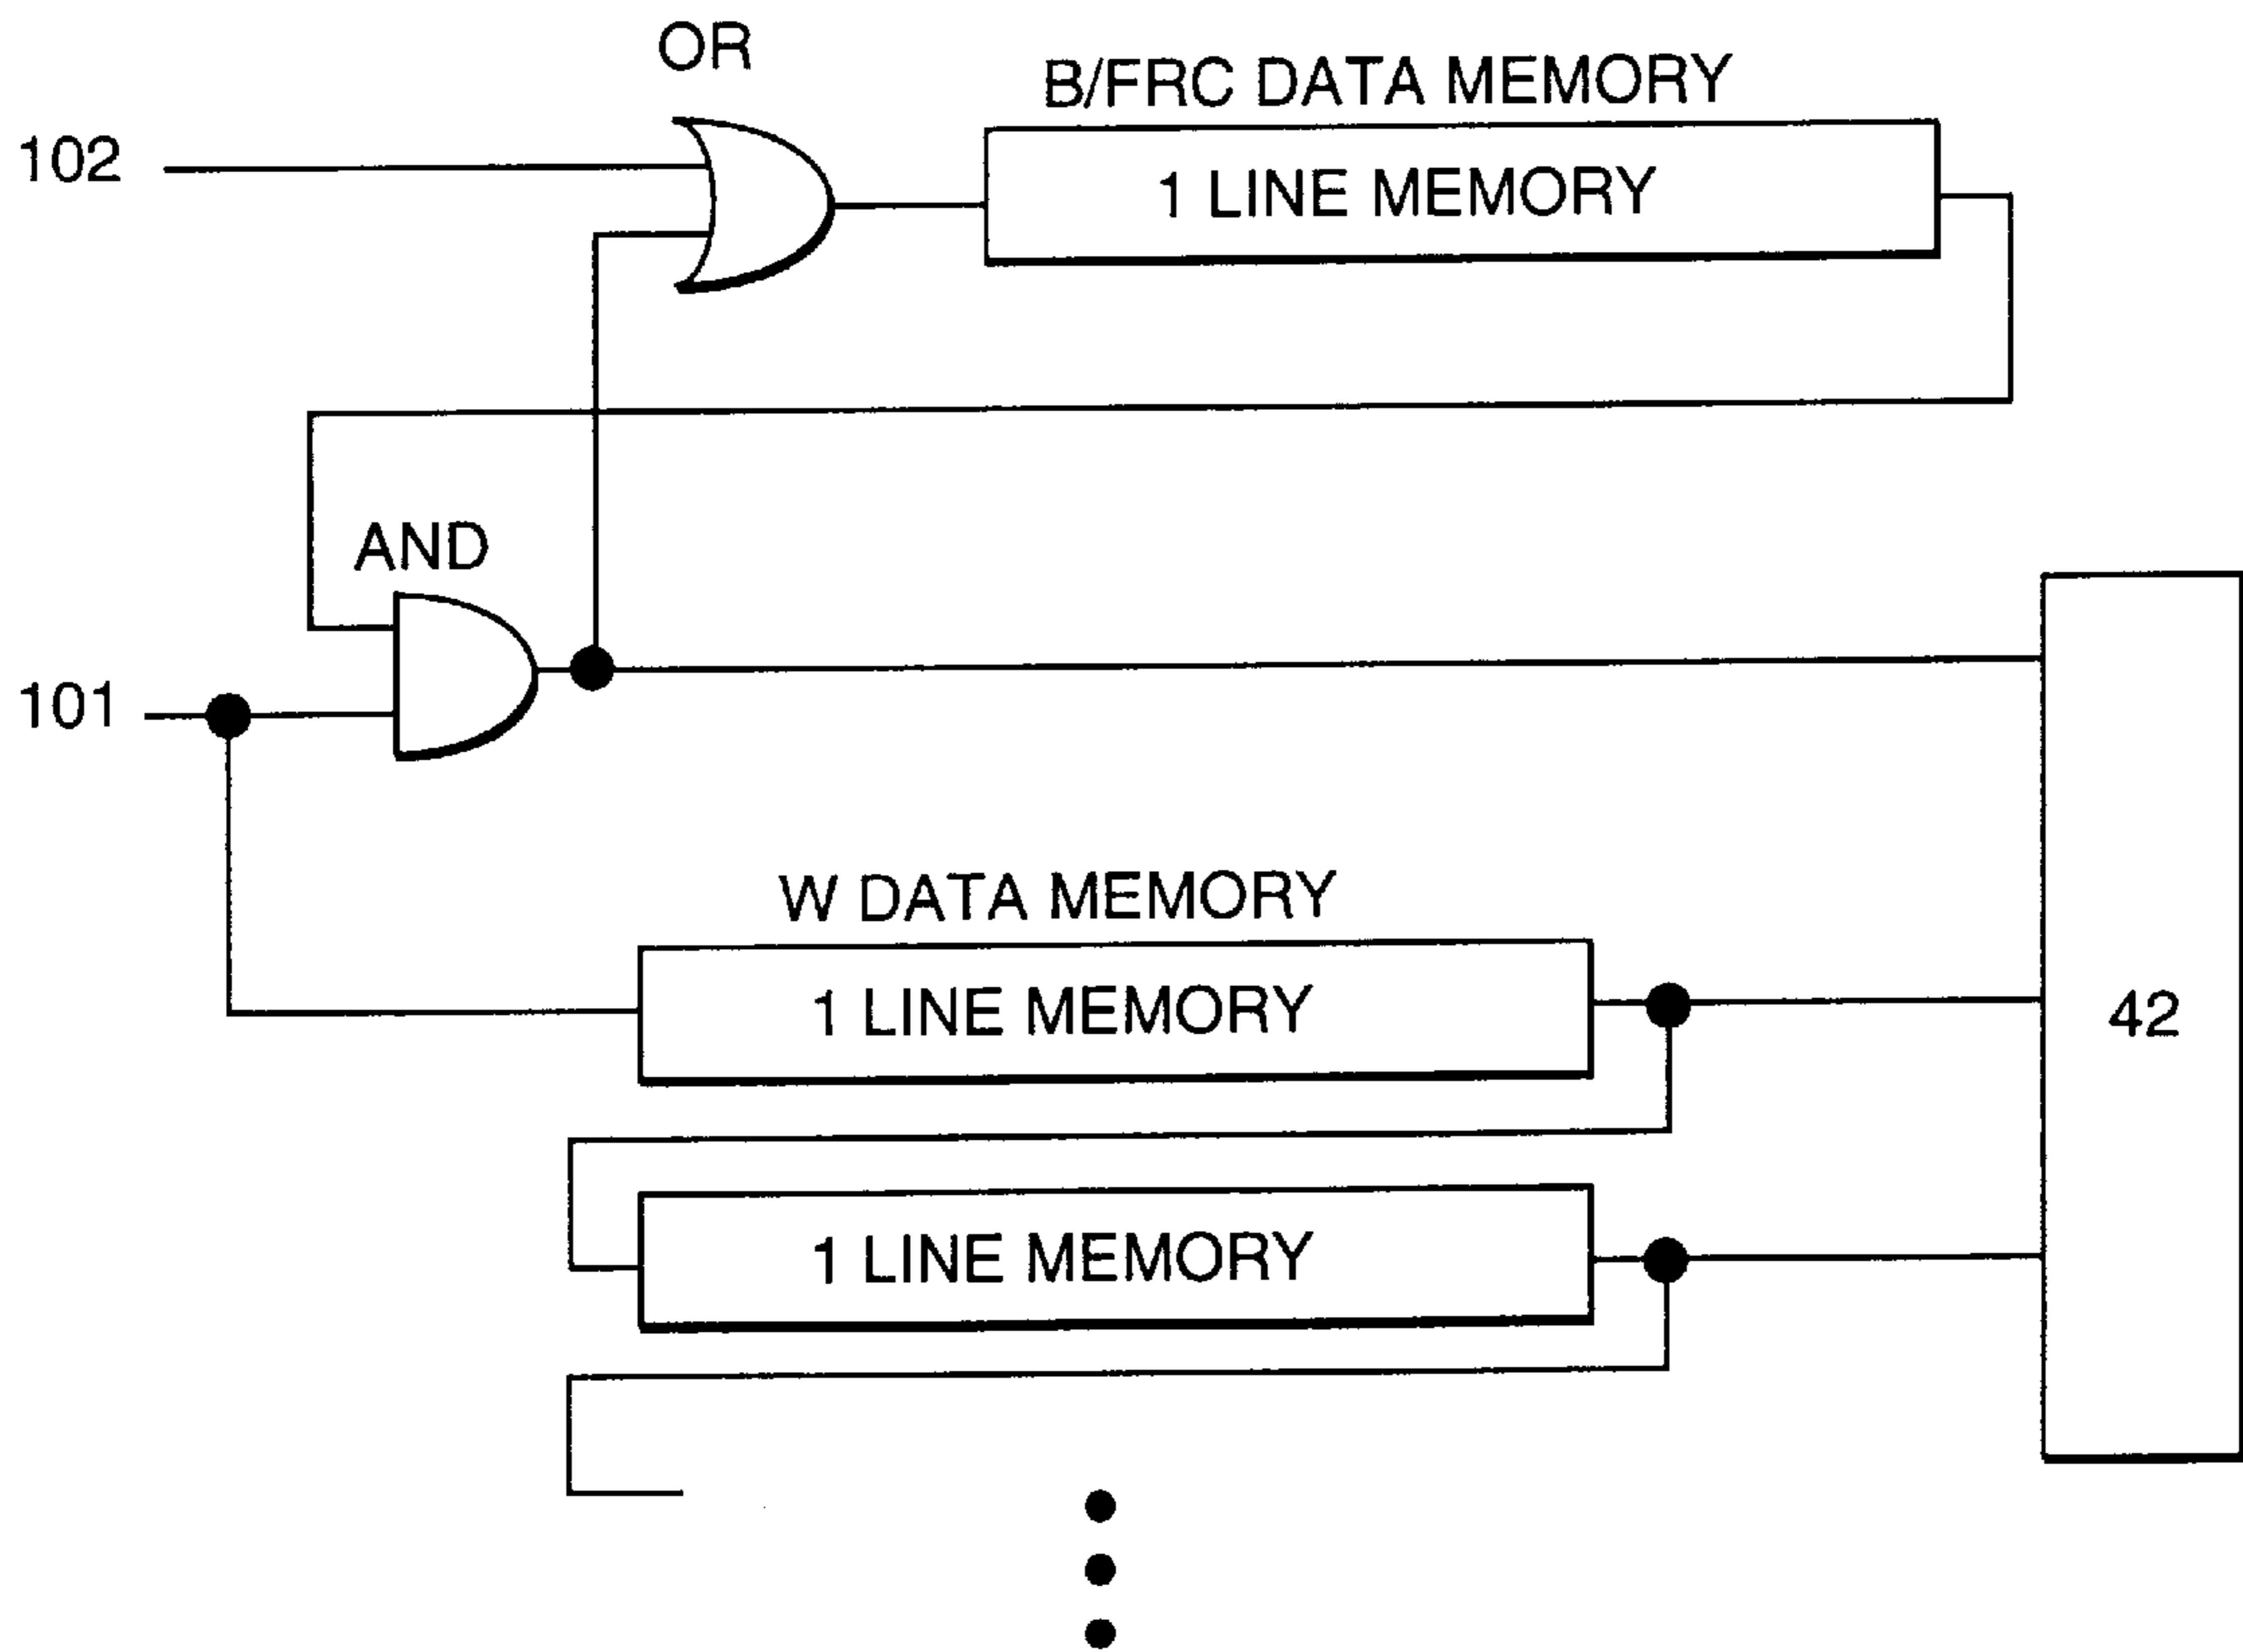 OR
B/FRC DATA MEMORY
102
1 LINE MEMORY
AND
101
W DATA MEMORY
1 LINE MEMORY
42
1 LINE MEMORY